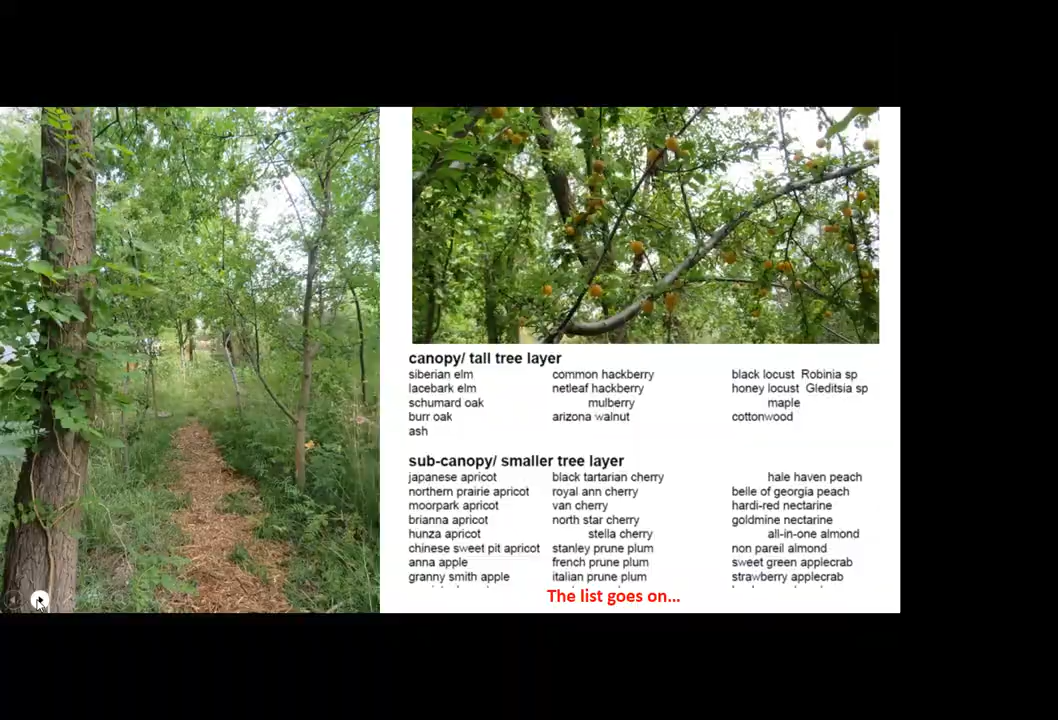 canopy/ tall tree layer
siberian elm common hackberry black locust Robinia sp
lacebark elm netleaf hackberry honey locust Gleditsia sp
schumard oak mulberry maple
burr oak arizona walnut cottonwood
ash
sub-canopy/ smaller tree layer
japanese apricot black tartarian cherry hale haven peach
northern prairie apricot royal ann cherry belle of georgia peach
moorpark apricot van cherry hardi-red nectarine
brianna apricot north star cherry goldmine nectarine
hunza apricot stella cherry all-in-one almond
chinese sweet pit apricot stanley prune plum non pareil almond
anna apple french prune plum sweet green applecrab
granny smith apple italian prune plum strawberry applecrab
The list goes on...